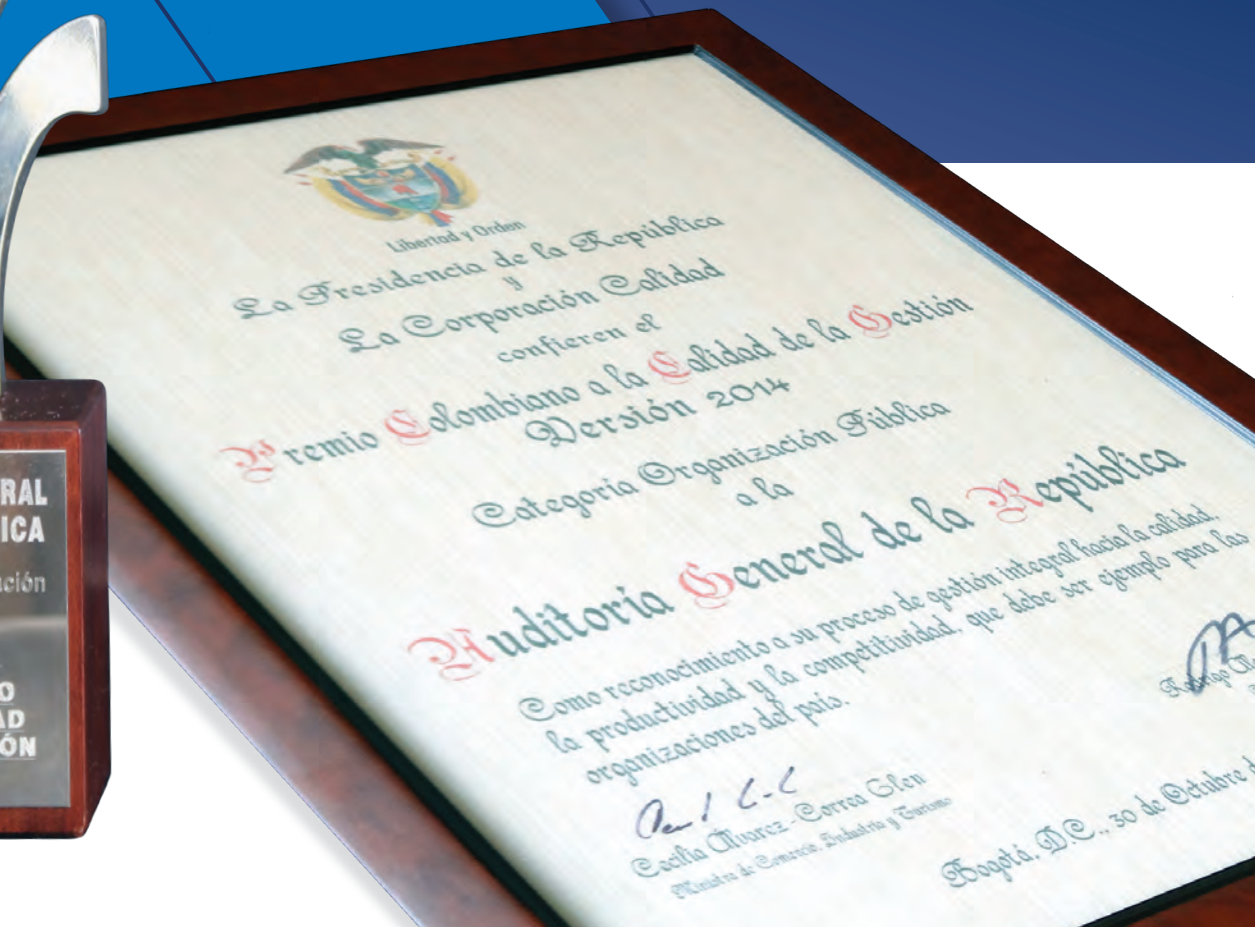 RAL
ICA
ación
O
AD
ÓN
Libertad y Orden
La Presidencia de la República
y
La Corporación Calidad
confieren el
Premio Colombiano a la Calidad de la Gestión
Versión 2014
Categoría Organización Pública
a la
Auditoría General de la República
Como reconocimiento a su proceso de gestión integral hacia la calidad,
la productividad y la competitividad, que debe ser ejemplo para las
organizaciones del país.
Cecilia Álvarez-Correa Glen
Ministra de Comercio, Industria y Turismo
Rodrigo
Bogotá, D.C., 30 de Octubre d